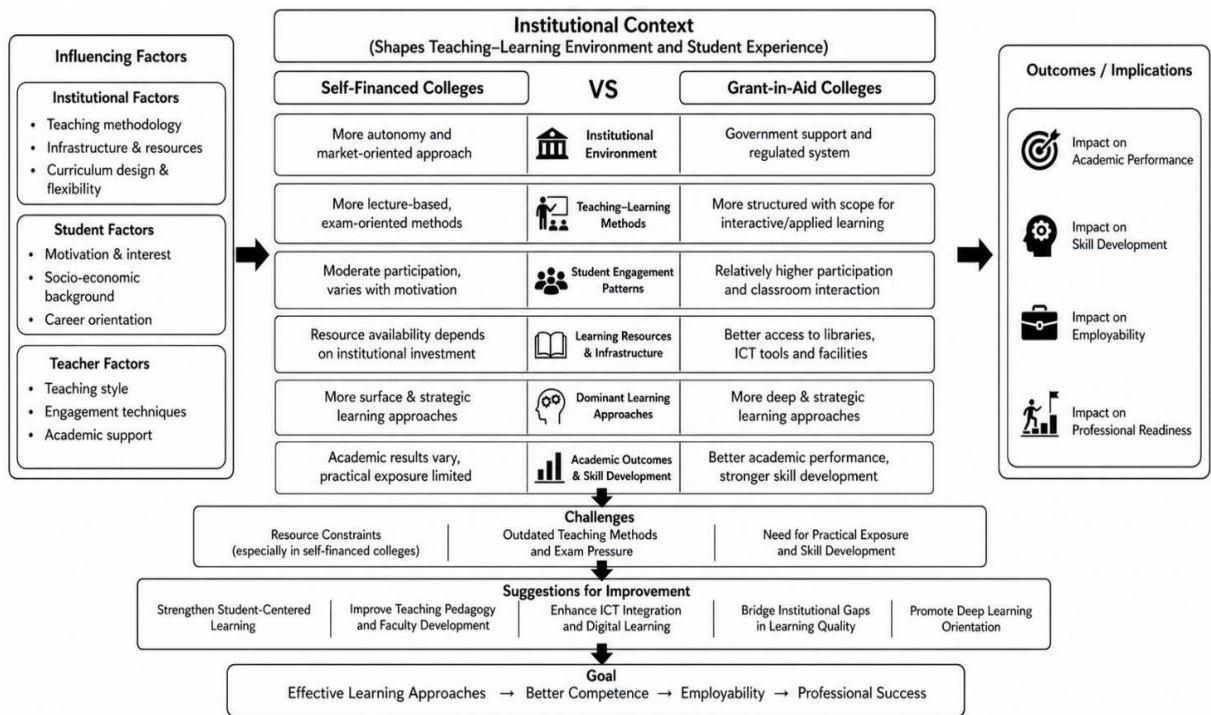 Influencing Factors
Institutional Factors
• Teaching methodology
• Infrastructure & resources
• Curriculum design &
flexibility
Student Factors
• Motivation & interest
• Socio-economic
background
• Career orientation
Teacher Factors
• Teaching style
• Engagement techniques
• Academic support
Institutional Context
(Shapes Teaching–Learning Environment and Student Experience)
Self-Financed Colleges
VS
Grant-in-Aid Colleges
More autonomy and
market-oriented approach
Institutional
Environment
Government support and
regulated system
More lecture-based,
exam-oriented methods
Teaching–Learning
Methods
More structured with scope for
interactive/applied learning
Moderate participation,
varies with motivation
Student Engagement
Patterns
Relatively higher participation
and classroom interaction
Resource availability depends
on institutional investment
Learning Resources
& Infrastructure
Better access to libraries,
ICT tools and facilities
More surface & strategic
learning approaches
Dominant Learning
Approaches
More deep & strategic
learning approaches
Academic results vary,
practical exposure limited
Academic Outcomes
& Skill Development
Better academic performance,
stronger skill development
Outcomes / Implications
Impact on
Academic Performance
Impact on
Skill Development
Impact on
Employability
Impact on
Professional Readiness
Challenges
Resource Constraints
(especially in self-financed colleges)
Outdated Teaching Methods
and Exam Pressure
Need for Practical Exposure
and Skill Development
Suggestions for Improvement
Strengthen Student-Centered
Learning
Improve Teaching Pedagogy
and Faculty Development
Enhance ICT Integration
and Digital Learning
Bridge Institutional Gaps
in Learning Quality
Promote Deep Learning
Orientation
Goal
Effective Learning Approaches → Better Competence → Employability → Professional Success